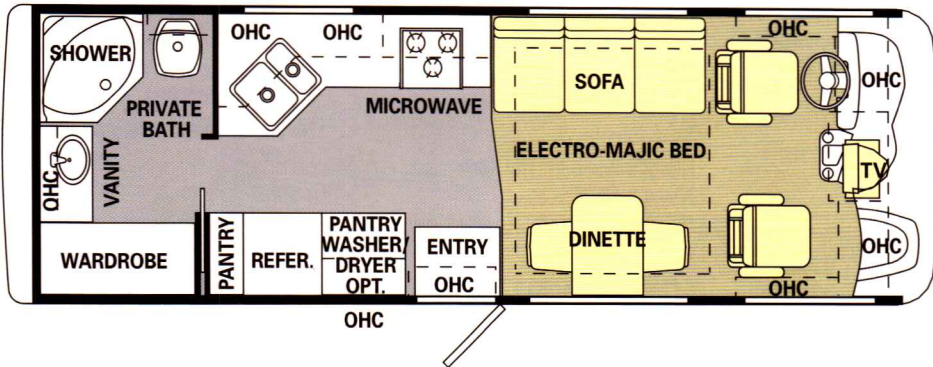 SHOWER
PRIVATE
BATH
OHC
VANITY
WARDROBE
OHC
OHC
MICROWAVE
PANTRY
REFER.
PANTRY
WASHER/
DRYER
OPT.
ENTRY
OHC
OHC
SOFA
ELECTRO-MAJIC BED
DINETTE
OHC
OHC
TV
OHC
OHC